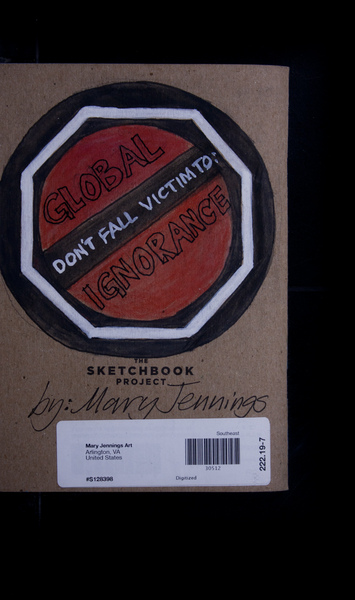 GLOBAL
DON'T FALL VICTIM TO:
IGNORANCE
THE
SKETCHBOOK
PROJECT
by: Mary Jennings
Southeast
Mary Jennings Art
Arlington, VA
United States
10512
222.19-7
#S128398
Digitized